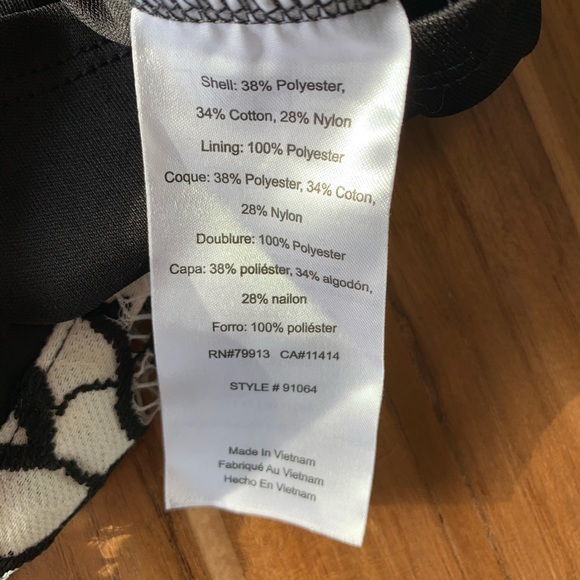 Shell: 38% Polyester,
34% Cotton, 28% Nylon
Lining: 100% Polyester
Coque: 38% Polyester, 34% Coton,
28% Nylon
Doublure: 100% Polyester
Capa: 38% poliéster, 34% algodón,
28% nailon
Forro: 100% poliéster
RN#79913 CA#11414
STYLE # 91064
Made In Vietnam
Fabriqué Au Vietnam
Hecho En Vietnam